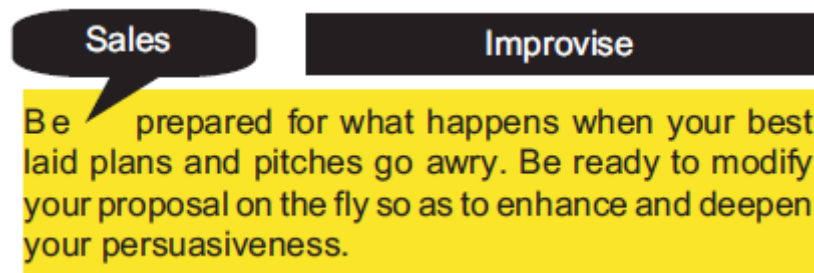 Sales
Improvise
Be prepared for what happens when your best
laid plans and pitches go awry. Be ready to modify
your proposal on the fly so as to enhance and deepen
your persuasiveness.